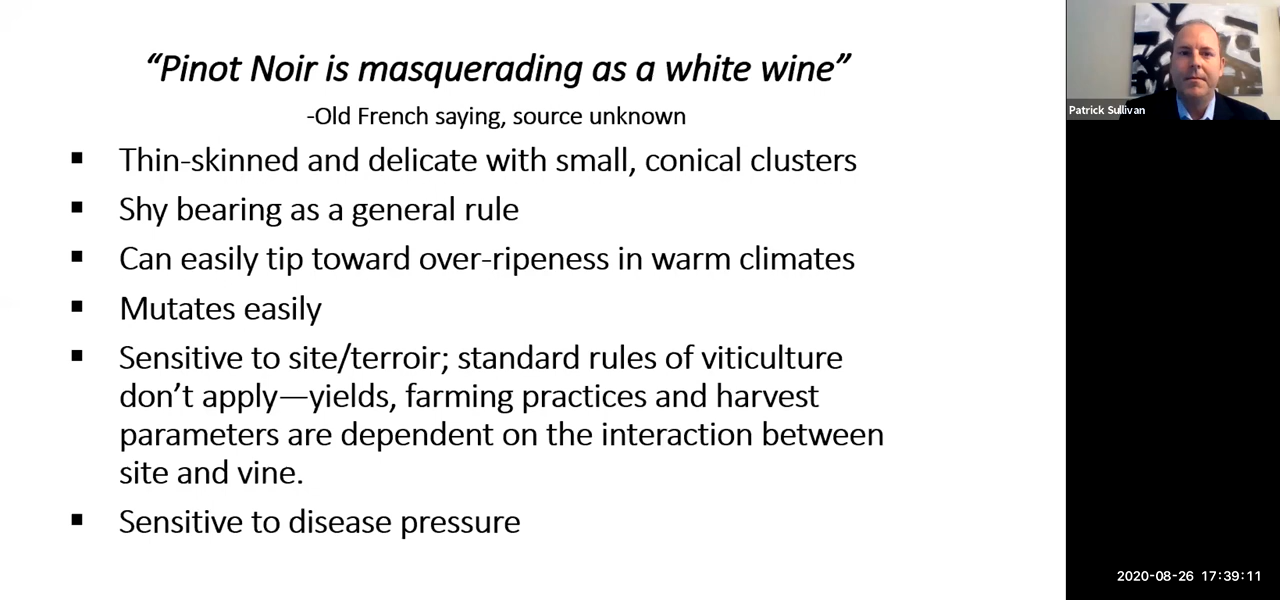 “Pinot Noir is masquerading as a white wine”
-Old French saying, source unknown
▪ Thin-skinned and delicate with small, conical clusters
▪ Shy bearing as a general rule
▪ Can easily tip toward over-ripeness in warm climates
▪ Mutates easily
▪ Sensitive to site/terroir; standard rules of viticulture
don’t apply—yields, farming practices and harvest
parameters are dependent on the interaction between
site and vine.
▪ Sensitive to disease pressure
Patrick Sullivan
2020-08-26 17:39:11